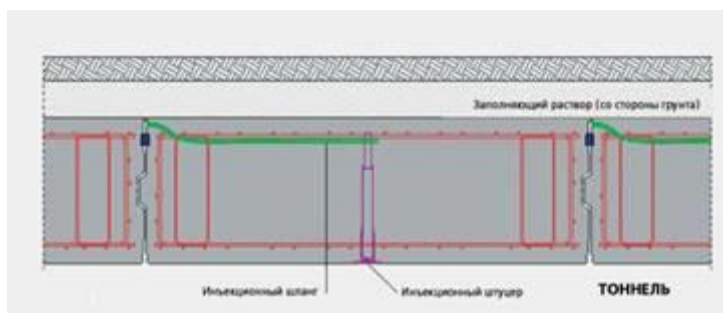 Заполняющий раствор (со стороны грунта)
Инъекционный шланг
Инъекционный штуцер
ТОННЕЛЬ